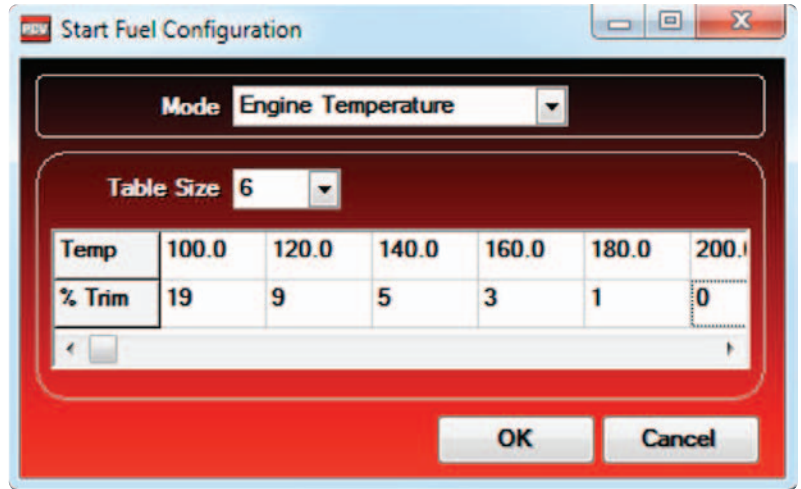 Start Fuel Configuration
Mode Engine Temperature
Table Size 6
Temp 100.0 120.0 140.0 160.0 180.0 200.
% Trim 19 9 5 3 1 0
OK Cancel